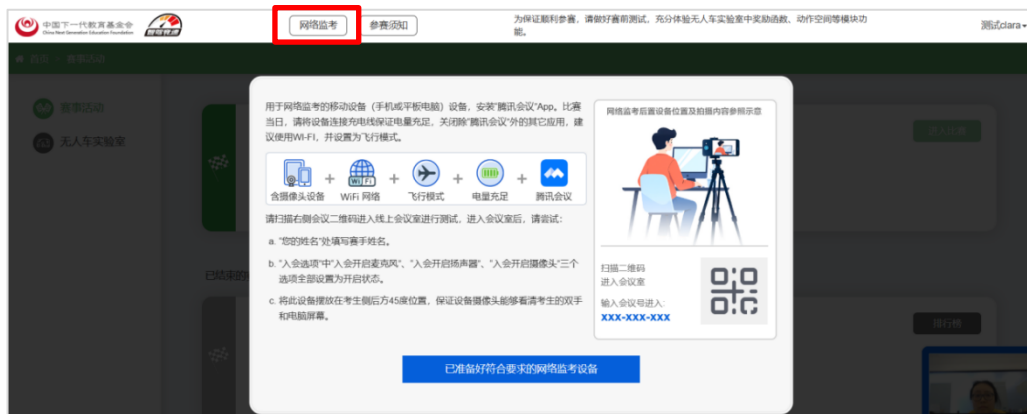 中国下一代教育基金会
China Next Generation Education Foundation
智驾极速
网络监考
参赛须知
为保证顺利参赛，请做好赛前测试，充分体验无人车实验室中奖励函数、动作空间等模块功
能。
测试clara
首页 > 赛事活动
赛事活动
无人车实验室
进入比赛
已结束的
排行榜
用于网络监考的移动设备（手机或平板电脑）设备，安装“腾讯会议”App。比赛
当日，请将设备连接充电线保证电量充足，关闭除“腾讯会议”外的其它应用，建
议使用WI-FI，并设置为飞行模式。
含摄像头设备 + WiFi 网络 + 飞行模式 + 电量充足 + 腾讯会议
请扫描右侧会议二维码进入线上会议室进行测试，进入会议室后，请尝试：
a. “您的姓名”处填写赛手姓名。
b. “入会选项”中“入会开启麦克风”、“入会开启扬声器”、“入会开启摄像头”三个
选项全部设置为开启状态。
c. 将此设备摆放在考生侧后方45度位置，保证设备摄像头能够看清考生的双手
和电脑屏幕。
网络监考后置设备位置及拍摄内容参照示意
扫描二维码
进入会议室
输入会议号进入:
XXX-XXX-XXX
已准备好符合要求的网络监考设备